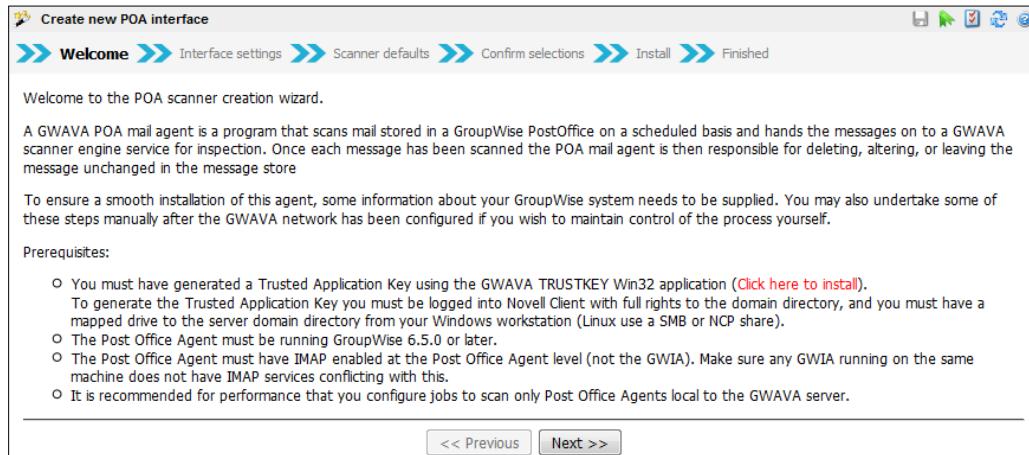 Create new POA interface
Welcome Interface settings Scanner defaults Confirm selections Install Finished
Welcome to the POA scanner creation wizard.
A GWAVA POA mail agent is a program that scans mail stored in a GroupWise PostOffice on a scheduled basis and hands the messages on to a GWAVA
scanner engine service for inspection. Once each message has been scanned the POA mail agent is then responsible for deleting, altering, or leaving the
message unchanged in the message store
To ensure a smooth installation of this agent, some information about your GroupWise system needs to be supplied. You may also undertake some of
these steps manually after the GWAVA network has been configured if you wish to maintain control of the process yourself.
Prerequisites:
You must have generated a Trusted Application Key using the GWAVA TRUSTKEY Win32 application (Click here to install).
To generate the Trusted Application Key you must be logged into Novell Client with full rights to the domain directory, and you must have a
mapped drive to the server domain directory from your Windows workstation (Linux use a SMB or NCP share).
The Post Office Agent must be running GroupWise 6.5.0 or later.
The Post Office Agent must have IMAP enabled at the Post Office Agent level (not the GWIA). Make sure any GWIA running on the same
machine does not have IMAP services conflicting with this.
It is recommended for performance that you configure jobs to scan only Post Office Agents local to the GWAVA server.
<< Previous Next >>